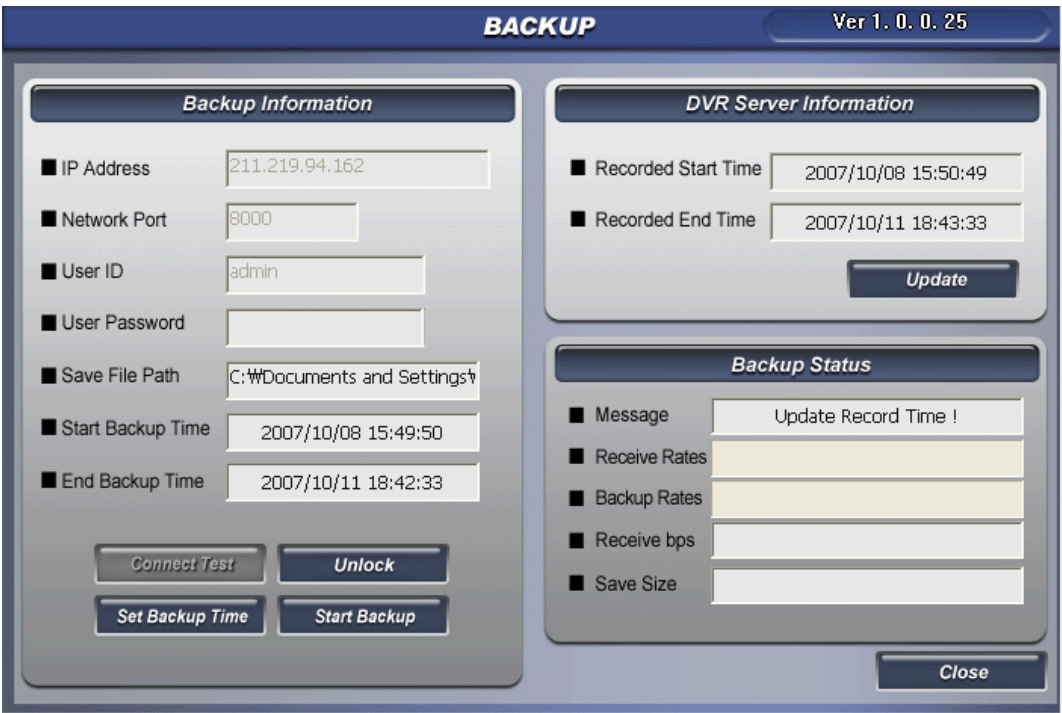 BACKUP
Ver 1. 0. 0. 25
Backup Information
IP Address
211.219.94.162
Network Port
8000
User ID
admin
User Password
Save File Path
C:₩Documents and Settings₩
Start Backup Time
2007/10/08 15:49:50
End Backup Time
2007/10/11 18:42:33
Connect Test
Unlock
Set Backup Time
Start Backup
DVR Server Information
Recorded Start Time
2007/10/08 15:50:49
Recorded End Time
2007/10/11 18:43:33
Update
Backup Status
Message
Update Record Time !
Receive Rates
Backup Rates
Receive bps
Save Size
Close